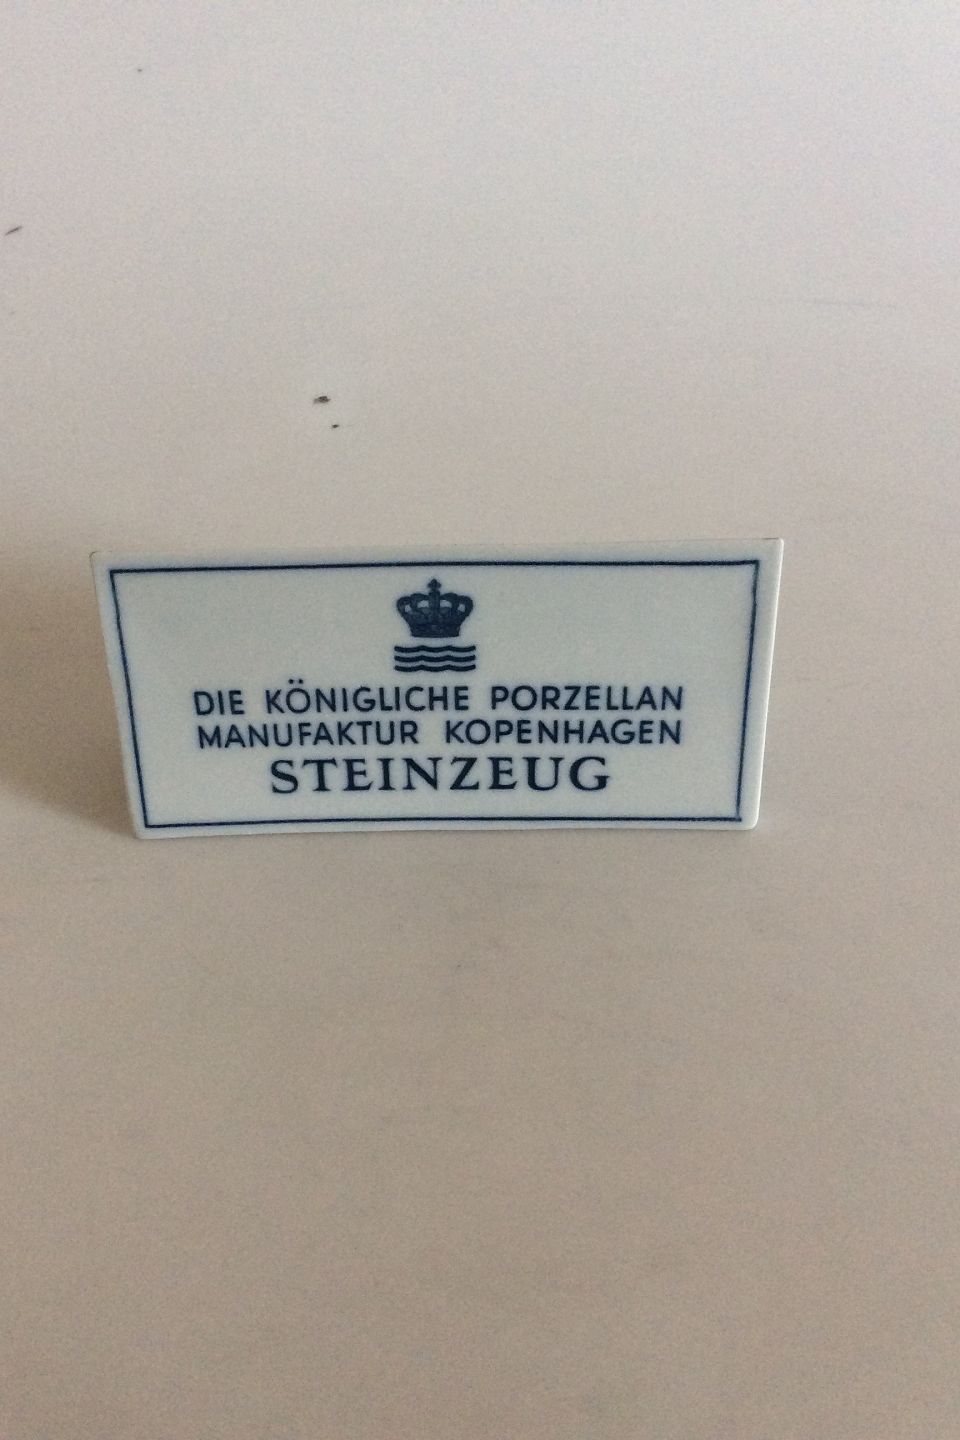 DIE KÖNIGLICHE PORZELLAN
MANUFAKTUR KOPENHAGEN
STEINZEUG